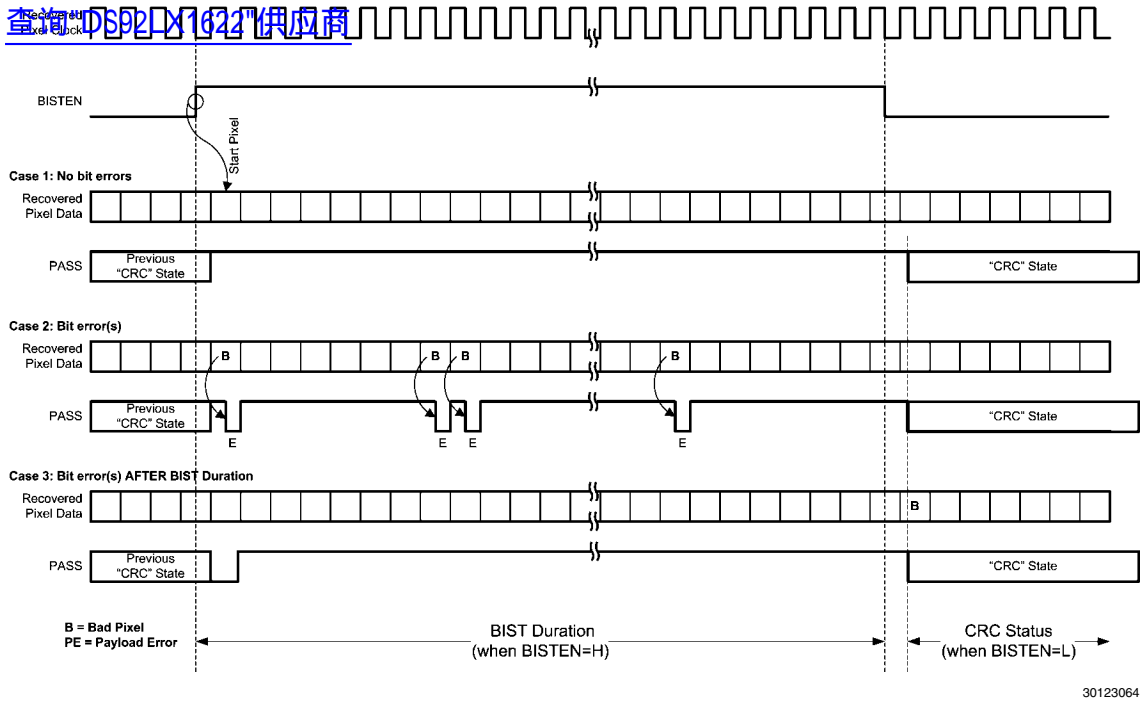 查询"DS92LX1622"供应商
Recovered
Pixel Clock
BISTEN
Start Pixel
Case 1: No bit errors
Recovered
Pixel Data
PASS
Previous
“CRC” State
“CRC” State
Case 2: Bit error(s)
Recovered
Pixel Data
B
B
B
B
PASS
Previous
“CRC” State
“CRC” State
E
E
E
E
Case 3: Bit error(s) AFTER BIST Duration
Recovered
Pixel Data
B
PASS
Previous
“CRC” State
“CRC” State
B = Bad Pixel
PE = Payload Error
BIST Duration
(when BISTEN=H)
CRC Status
(when BISTEN=L)
30123064